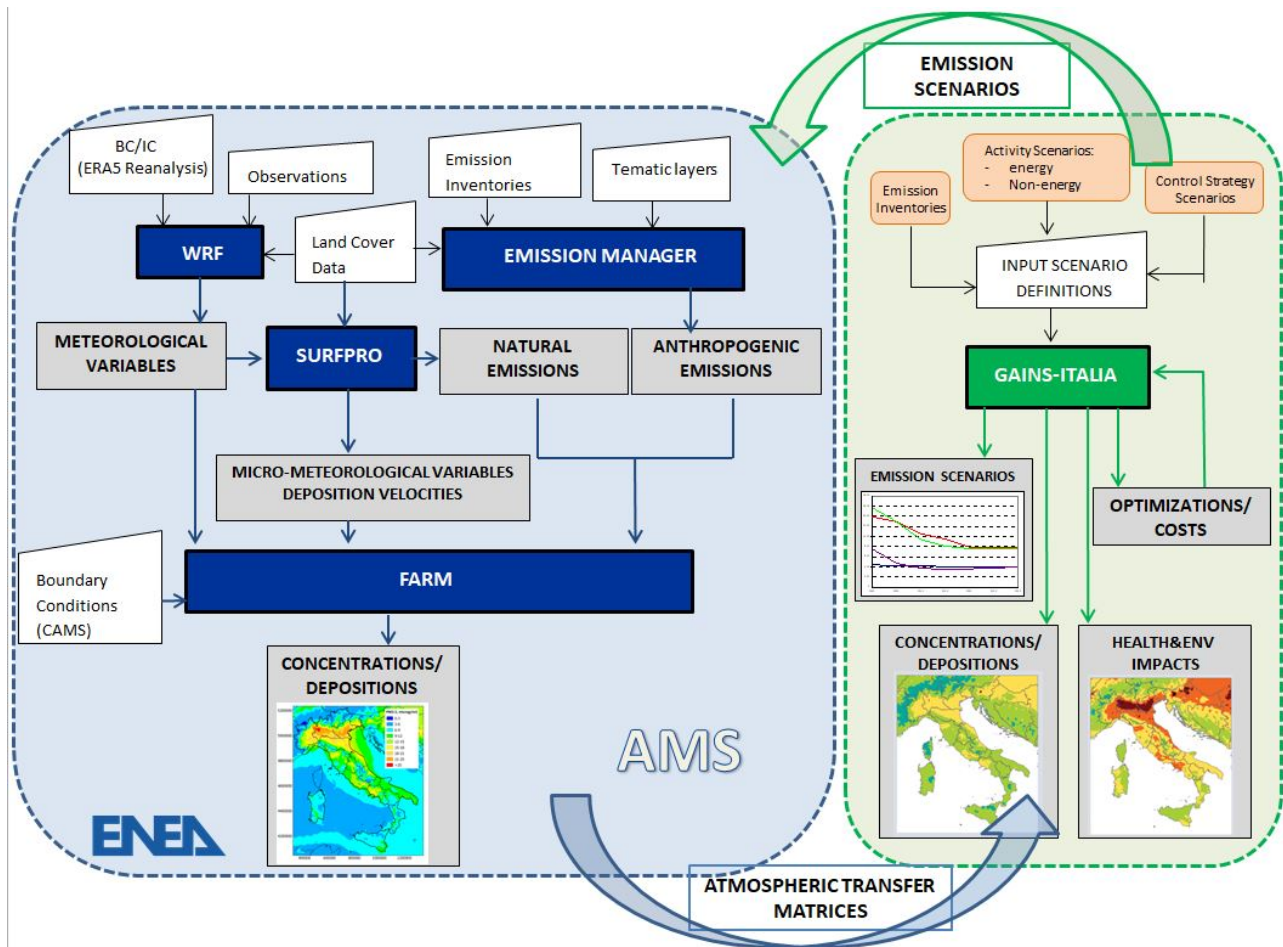 EMISSION
SCENARIOS
BC/IC
(ERA5 Reanalysis)
Observations
Emission
Inventories
Tematic layers
WRF
Land Cover
Data
EMISSION MANAGER
METEOROLOGICAL
VARIABLES
SURFPRO
NATURAL
EMISSIONS
ANTHROPOGENIC
EMISSIONS
MICRO-METEOROLOGICAL VARIABLES
DEPOSITION VELOCITIES
FARM
Boundary
Conditions
(CAMS)
CONCENTRATIONS/
DEPOSITIONS
AMS
ENEA
Emission
Inventories
Activity Scenarios:
- energy
- Non-energy
Control Strategy
Scenarios
INPUT SCENARIO
DEFINITIONS
GAINS-ITALIA
EMISSION SCENARIOS
OPTIMIZATIONS/
COSTS
CONCENTRATIONS/
DEPOSITIONS
HEALTH&ENV
IMPACTS
ATMOSPHERIC TRANSFER
MATRICES